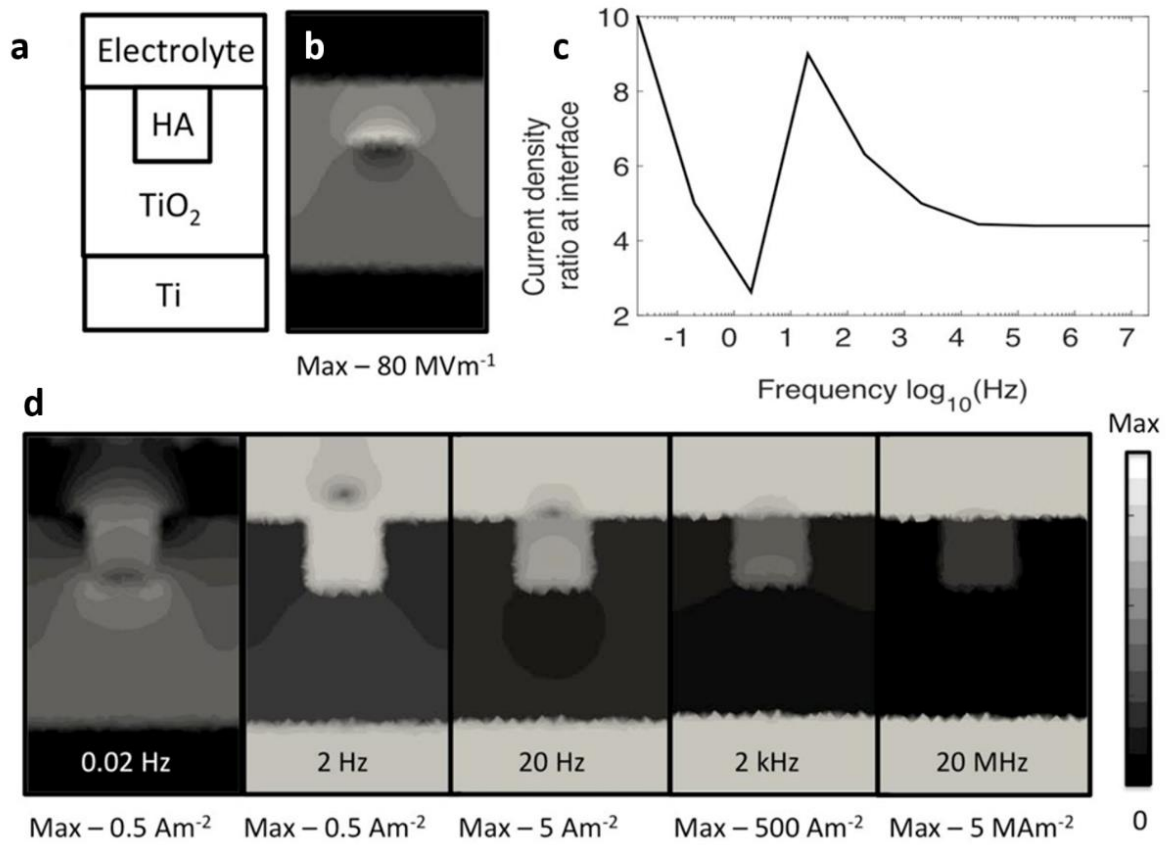 a
Electrolyte
HA
TiO2
Ti
b
Max – 80 MVm-1
c
Current density
ratio at interface
10
8
6
4
2
-1 0 1 2 3 4 5 6 7
Frequency log10(Hz)
d
0.02 Hz
2 Hz
20 Hz
2 kHz
20 MHz
Max – 0.5 Am-2
Max – 0.5 Am-2
Max – 5 Am-2
Max – 500 Am-2
Max – 5 MAm-2
Max
0